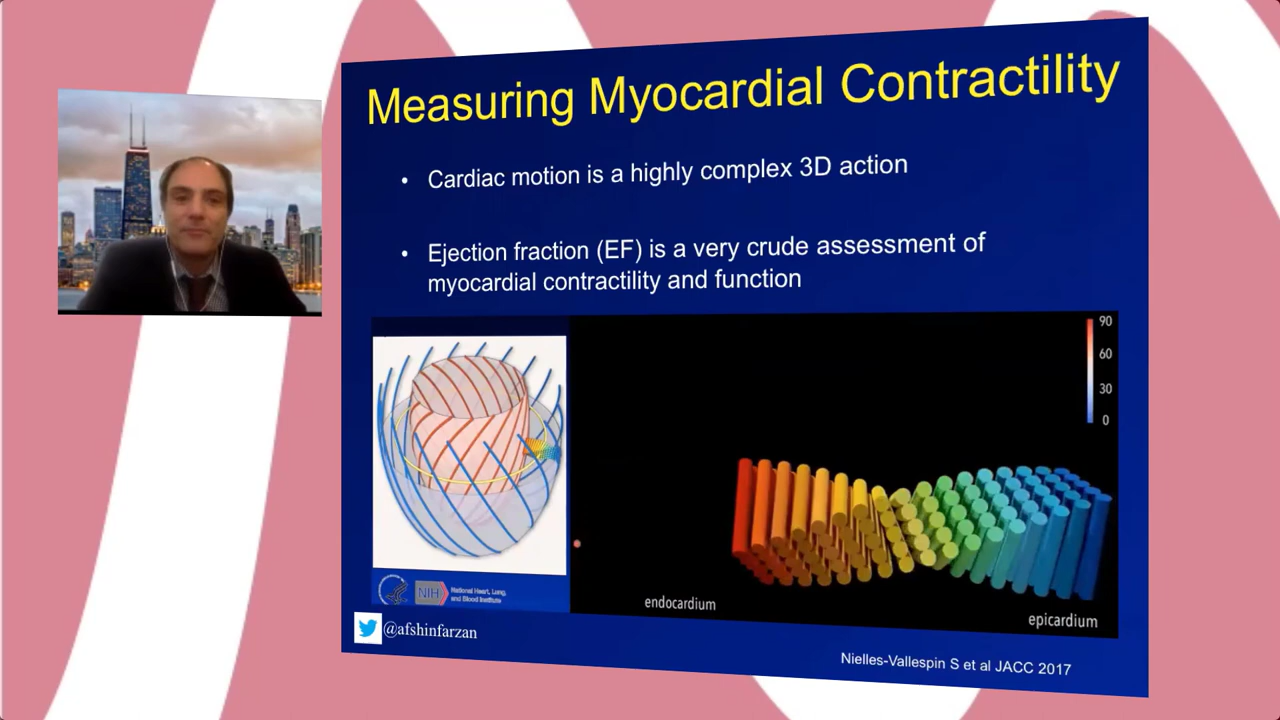 Measuring Myocardial Contractility
• Cardiac motion is a highly complex 3D action
• Ejection fraction (EF) is a very crude assessment of
myocardial contractility and function
90
60
30
0
endocardium
epicardium
NIH
National Heart, Lung,
and Blood Institute
@afshinfarzan
Nielles-Vallespin S et al JACC 2017